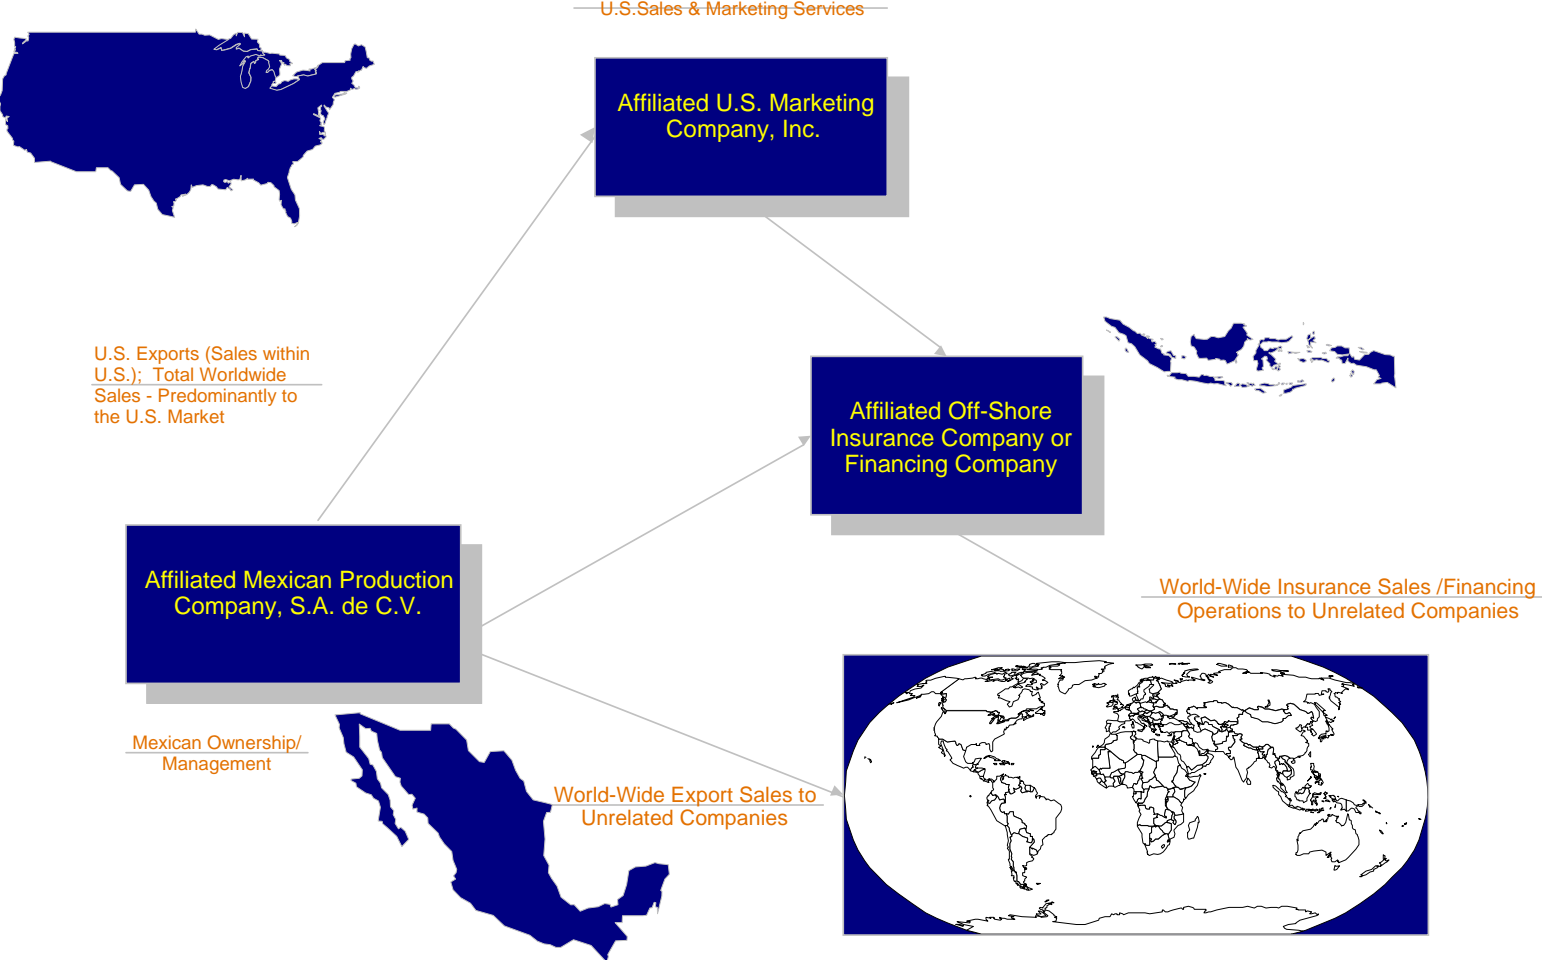 U.S.Sales & Marketing Services
Affiliated U.S. Marketing
Company, Inc.
U.S. Exports (Sales within
U.S.);  Total Worldwide
Sales - Predominantly to
the U.S. Market
Affiliated Off-Shore
Insurance Company or
Financing Company
Affiliated Mexican Production
Company, S.A. de C.V.
World-Wide Insurance Sales /Financing
Operations to Unrelated Companies
Mexican Ownership/
Management
World-Wide Export Sales to
Unrelated Companies